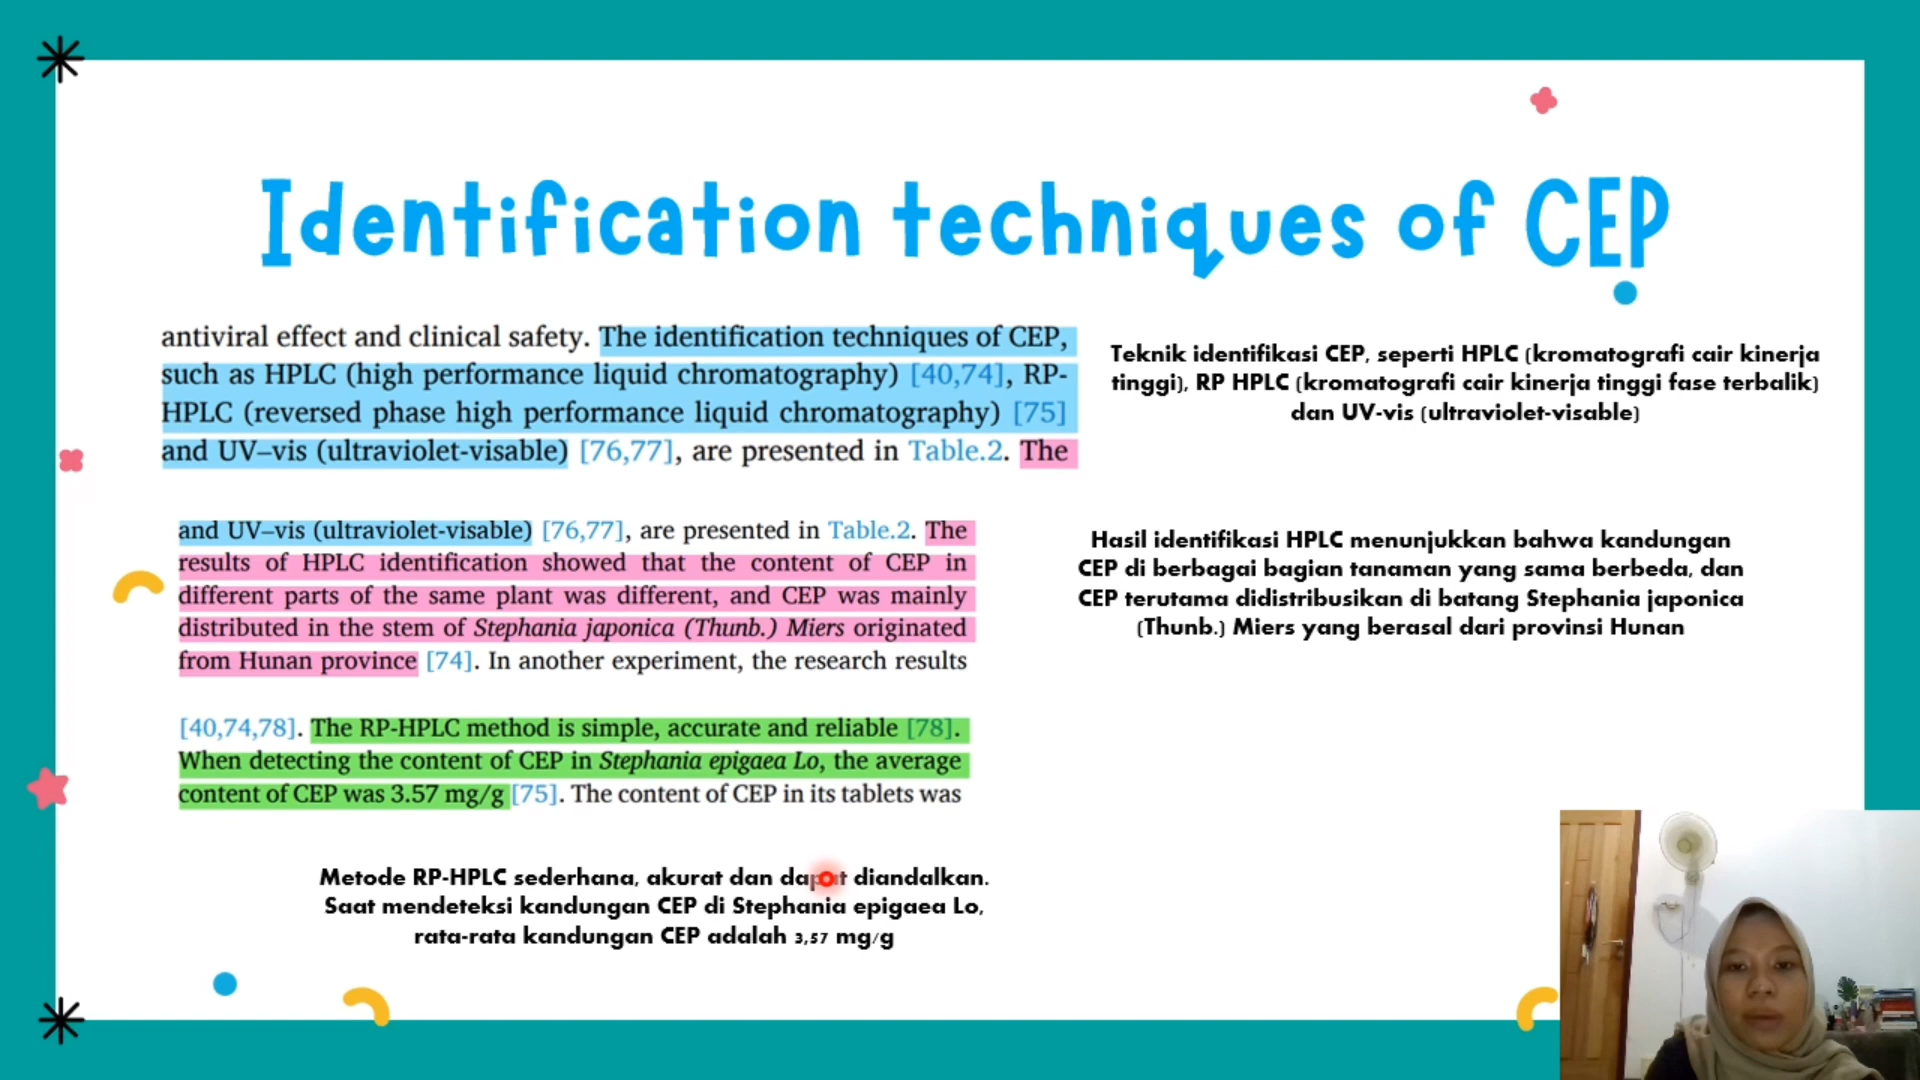 Identification techniques of CEP
antiviral effect and clinical safety. The identification techniques of CEP,
such as HPLC (high performance liquid chromatography) [40,74], RP-
HPLC (reversed phase high performance liquid chromatography) [75]
and UV–vis (ultraviolet-visable) [76,77], are presented in Table.2. The
Teknik identifikasi CEP, seperti HPLC (kromatografi cair kinerja
tinggi), RP HPLC (kromatografi cair kinerja tinggi fase terbalik)
dan UV-vis (ultraviolet-visable)
and UV–vis (ultraviolet-visable) [76,77], are presented in Table.2. The
results of HPLC identification showed that the content of CEP in
different parts of the same plant was different, and CEP was mainly
distributed in the stem of Stephania japonica (Thunb.) Miers originated
from Hunan province [74]. In another experiment, the research results
Hasil identifikasi HPLC menunjukkan bahwa kandungan
CEP di berbagai bagian tanaman yang sama berbeda, dan
CEP terutama didistribusikan di batang Stephania japonica
(Thunb.) Miers yang berasal dari provinsi Hunan
[40,74,78]. The RP-HPLC method is simple, accurate and reliable [78].
When detecting the content of CEP in Stephania epigaea Lo, the average
content of CEP was 3.57 mg/g [75]. The content of CEP in its tablets was
Metode RP-HPLC sederhana, akurat dan dapat diandalkan.
Saat mendeteksi kandungan CEP di Stephania epigaea Lo,
rata-rata kandungan CEP adalah 3,57 mg/g